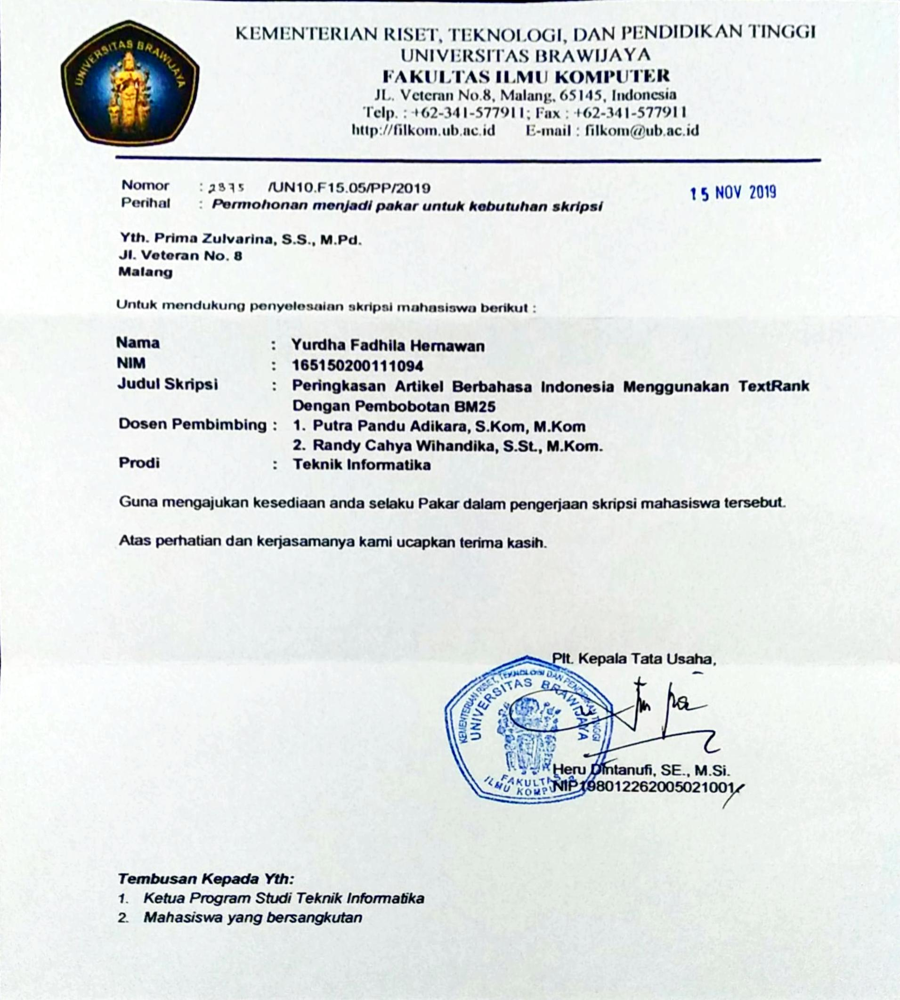 UNIVERSITAS BRAWIJAYA
KEMENTERIAN RISET, TEKNOLOGI, DAN PENDIDIKAN TINGGI
UNIVERSITAS BRAWIJAYA
FAKULTAS ILMU KOMPUTER
JL. Veteran No.8, Malang, 65145, Indonesia
Telp. : +62-341-577911; Fax : +62-341-577911
http://filkom.ub.ac.id E-mail : filkom@ub.ac.id
Nomor : /UN10.F15.05/PP/2019
15 NOV 2019
Perihal : Permohonan menjadi pakar untuk kebutuhan skripsi
Yth. Prima Zulvarina, S.S., M.Pd.
Jl. Veteran No. 8
Malang
Untuk mendukung penyelesaian skripsi mahasiswa berikut :
Nama : Yurdha Fadhila Hernawan
NIM : 165150200111094
Judul Skripsi : Peringkasan Artikel Berbahasa Indonesia Menggunakan TextRank
Dengan Pembobotan BM25
Dosen Pembimbing : 1. Putra Pandu Adikara, S.Kom, M.Kom
2. Randy Cahya Wihandika, S.St., M.Kom.
Prodi : Teknik Informatika
Guna mengajukan kesediaan anda selaku Pakar dalam pengerjaan skripsi mahasiswa tersebut.
Atas perhatian dan kerjasamanya kami ucapkan terima kasih.
Plt. Kepala Tata Usaha,
KEMENTERIAN RISET, TEKNOLOGI DAN PENDIDIKAN TINGGI
UNIVERSITAS BRAWIJAYA
FAKULTAS
ILMU KOMPUTER
Heru Dintanufi, SE., M.Si.
NIP198012262005021001
Tembusan Kepada Yth:
1. Ketua Program Studi Teknik Informatika
2. Mahasiswa yang bersangkutan